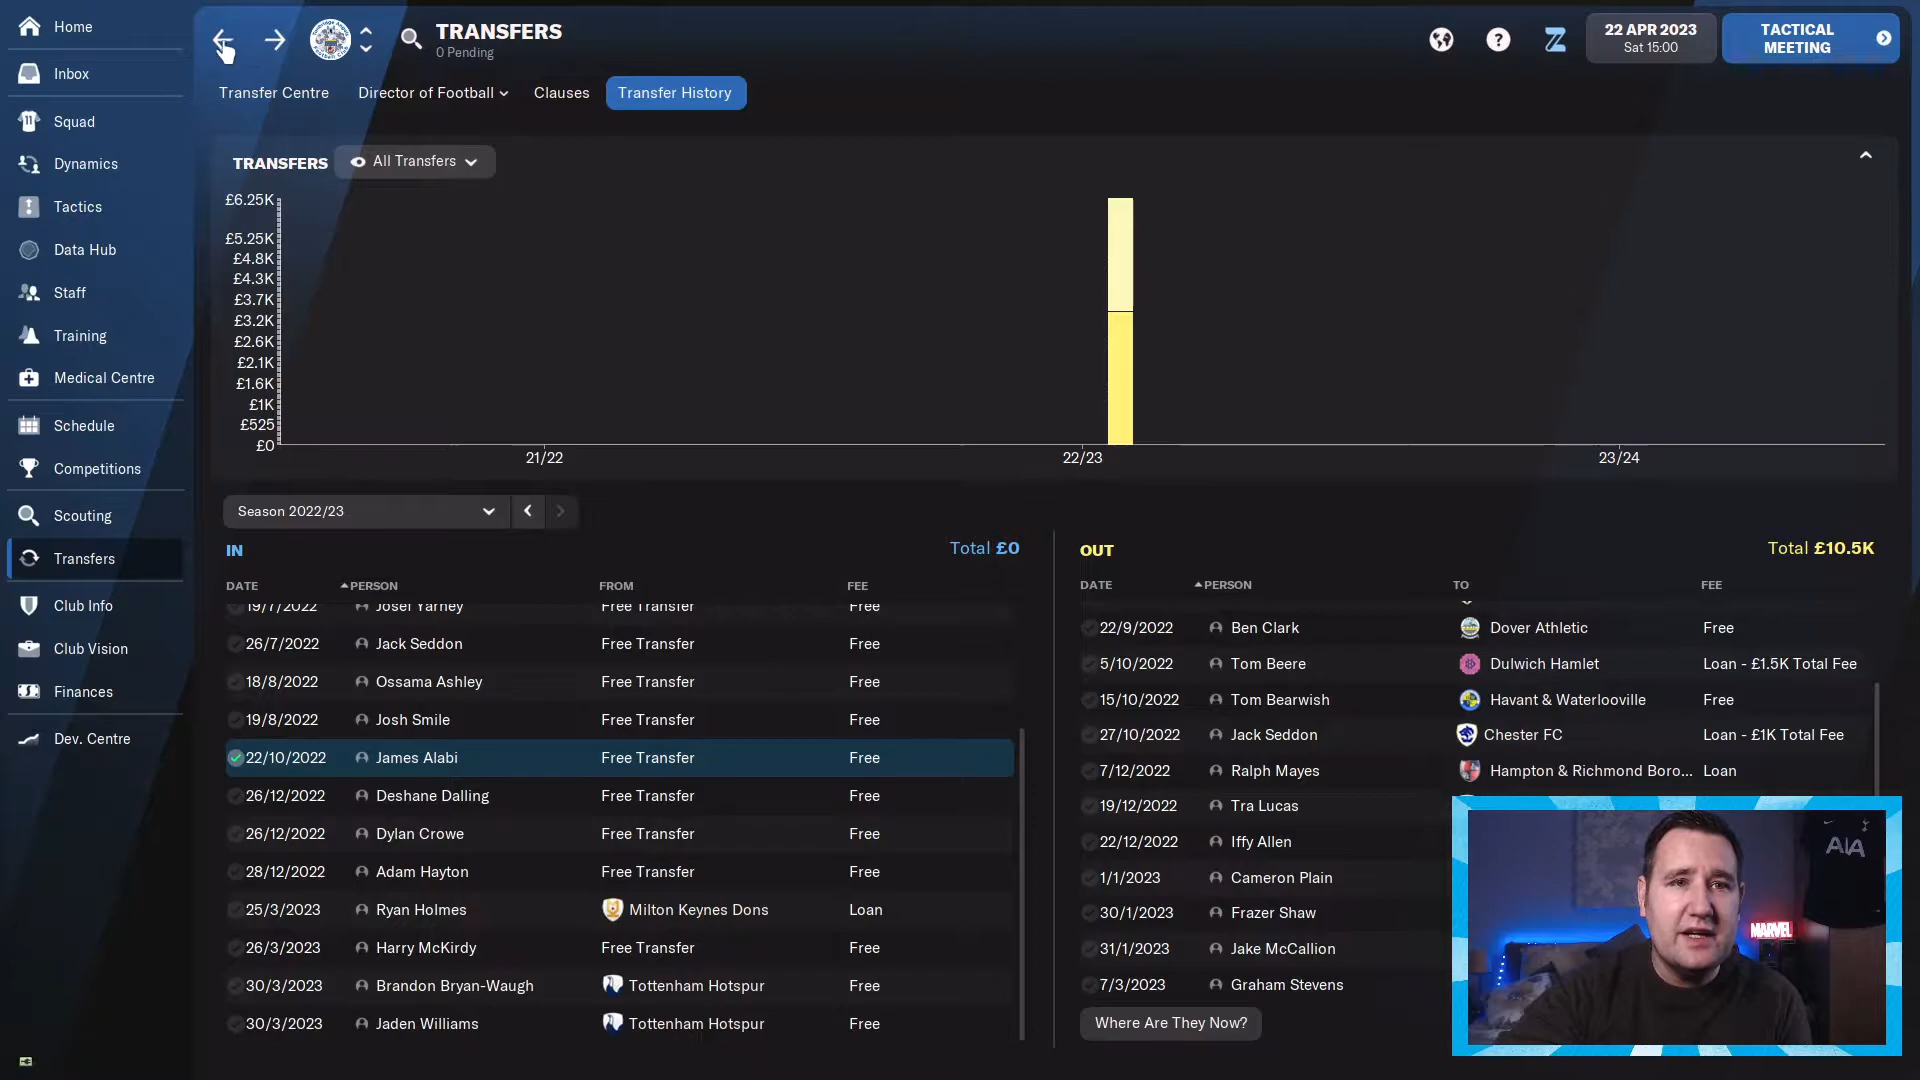 Home
Inbox
Squad
Dynamics
Tactics
Data Hub
Staff
Training
Medical Centre
Schedule
Competitions
Scouting
Transfers
Club Info
Club Vision
Finances
Dev. Centre
TRANSFERS
0 Pending
22 APR 2023
Sat 15:00
TACTICAL
MEETING
Transfer Centre Director of Football Clauses Transfer History
TRANSFERS All Transfers
£6.25K
£5.25K
£4.8K
£4.3K
£3.7K
£3.2K
£2.6K
£2.1K
£1.6K
£1K
£525
£0
21/22 22/23 23/24
Season 2022/23
IN Total £0
DATE PERSON FROM FEE
19/7/2022 Josef Yarney Free Transfer Free
26/7/2022 Jack Seddon Free Transfer Free
18/8/2022 Ossama Ashley Free Transfer Free
19/8/2022 Josh Smile Free Transfer Free
22/10/2022 James Alabi Free Transfer Free
26/12/2022 Deshane Dalling Free Transfer Free
26/12/2022 Dylan Crowe Free Transfer Free
28/12/2022 Adam Hayton Free Transfer Free
25/3/2023 Ryan Holmes Milton Keynes Dons Loan
26/3/2023 Harry McKirdy Free Transfer Free
30/3/2023 Brandon Bryan-Waugh Tottenham Hotspur Free
30/3/2023 Jaden Williams Tottenham Hotspur Free
OUT Total £10.5K
DATE PERSON TO FEE
22/9/2022 Ben Clark Dover Athletic Free
5/10/2022 Tom Beere Dulwich Hamlet Loan - £1.5K Total Fee
15/10/2022 Tom Bearwish Havant & Waterlooville Free
27/10/2022 Jack Seddon Chester FC Loan - £1K Total Fee
7/12/2022 Ralph Mayes Hampton & Richmond Boro... Loan
19/12/2022 Tra Lucas
22/12/2022 Iffy Allen
1/1/2023 Cameron Plain
30/1/2023 Frazer Shaw
31/1/2023 Jake McCallion
7/3/2023 Graham Stevens
Where Are They Now?
AIA
MARVEL